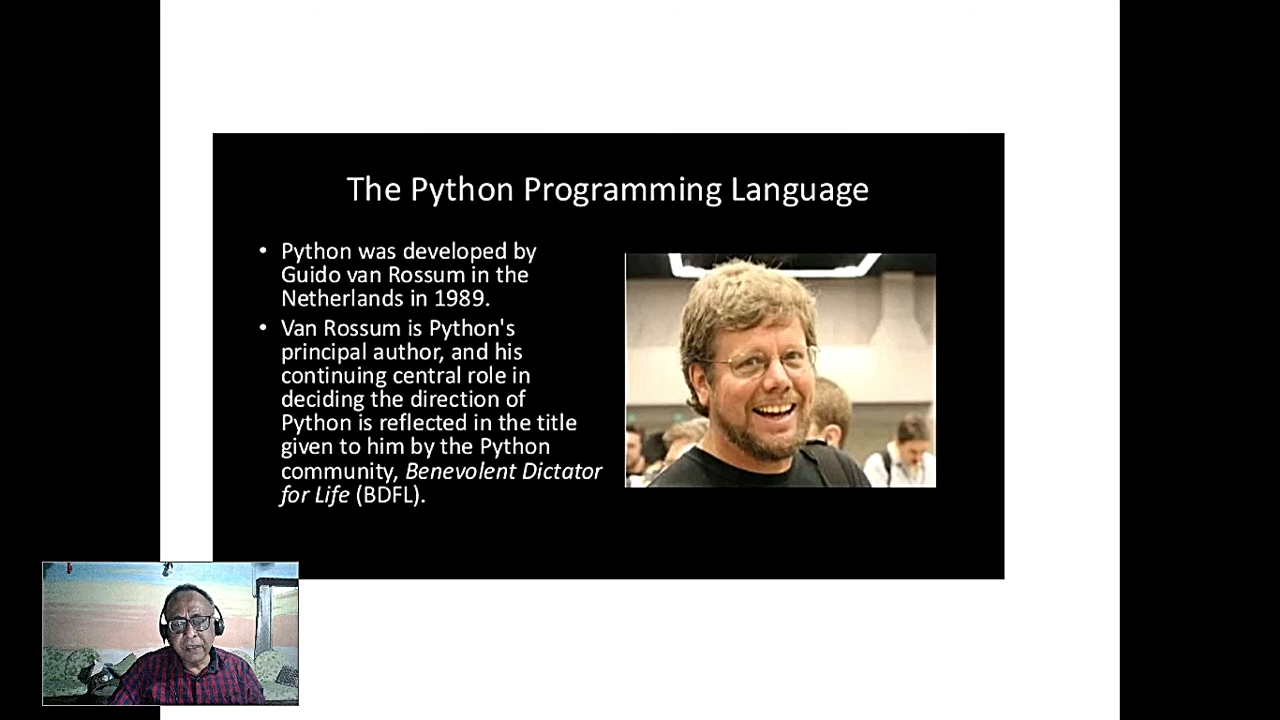 The Python Programming Language
• Python was developed by
Guido van Rossum in the
Netherlands in 1989.
• Van Rossum is Python's
principal author, and his
continuing central role in
deciding the direction of
Python is reflected in the title
given to him by the Python
community, Benevolent Dictator
for Life (BDFL).